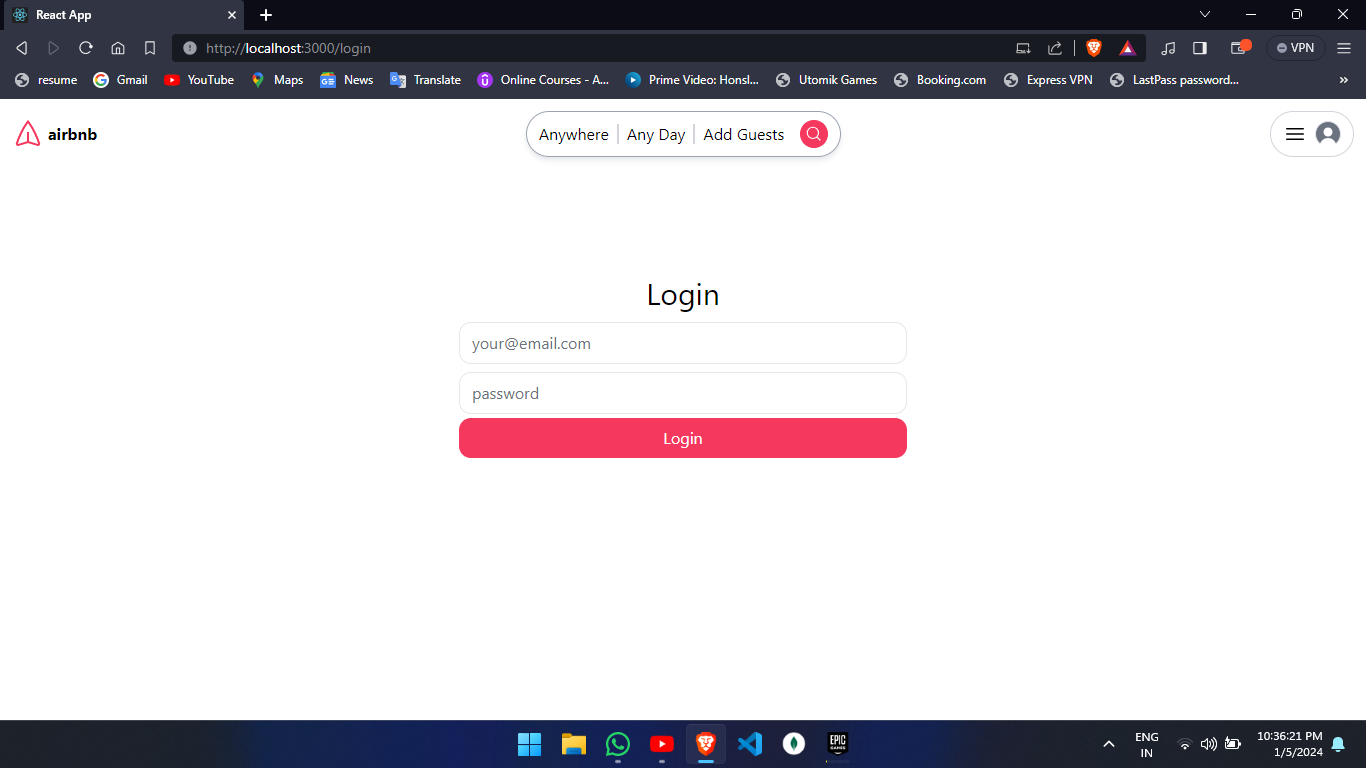 React App
http://localhost:3000/login
VPN
resume
Gmail
YouTube
Maps
News
Translate
Online Courses - A...
Prime Video: Honsl...
Utomik Games
Booking.com
Express VPN
LastPass password...
airbnb
Anywhere
Any Day
Add Guests
Login
your@email.com
password
Login
EPIC
GAMES
ENG
IN
10:36:21 PM
1/5/2024